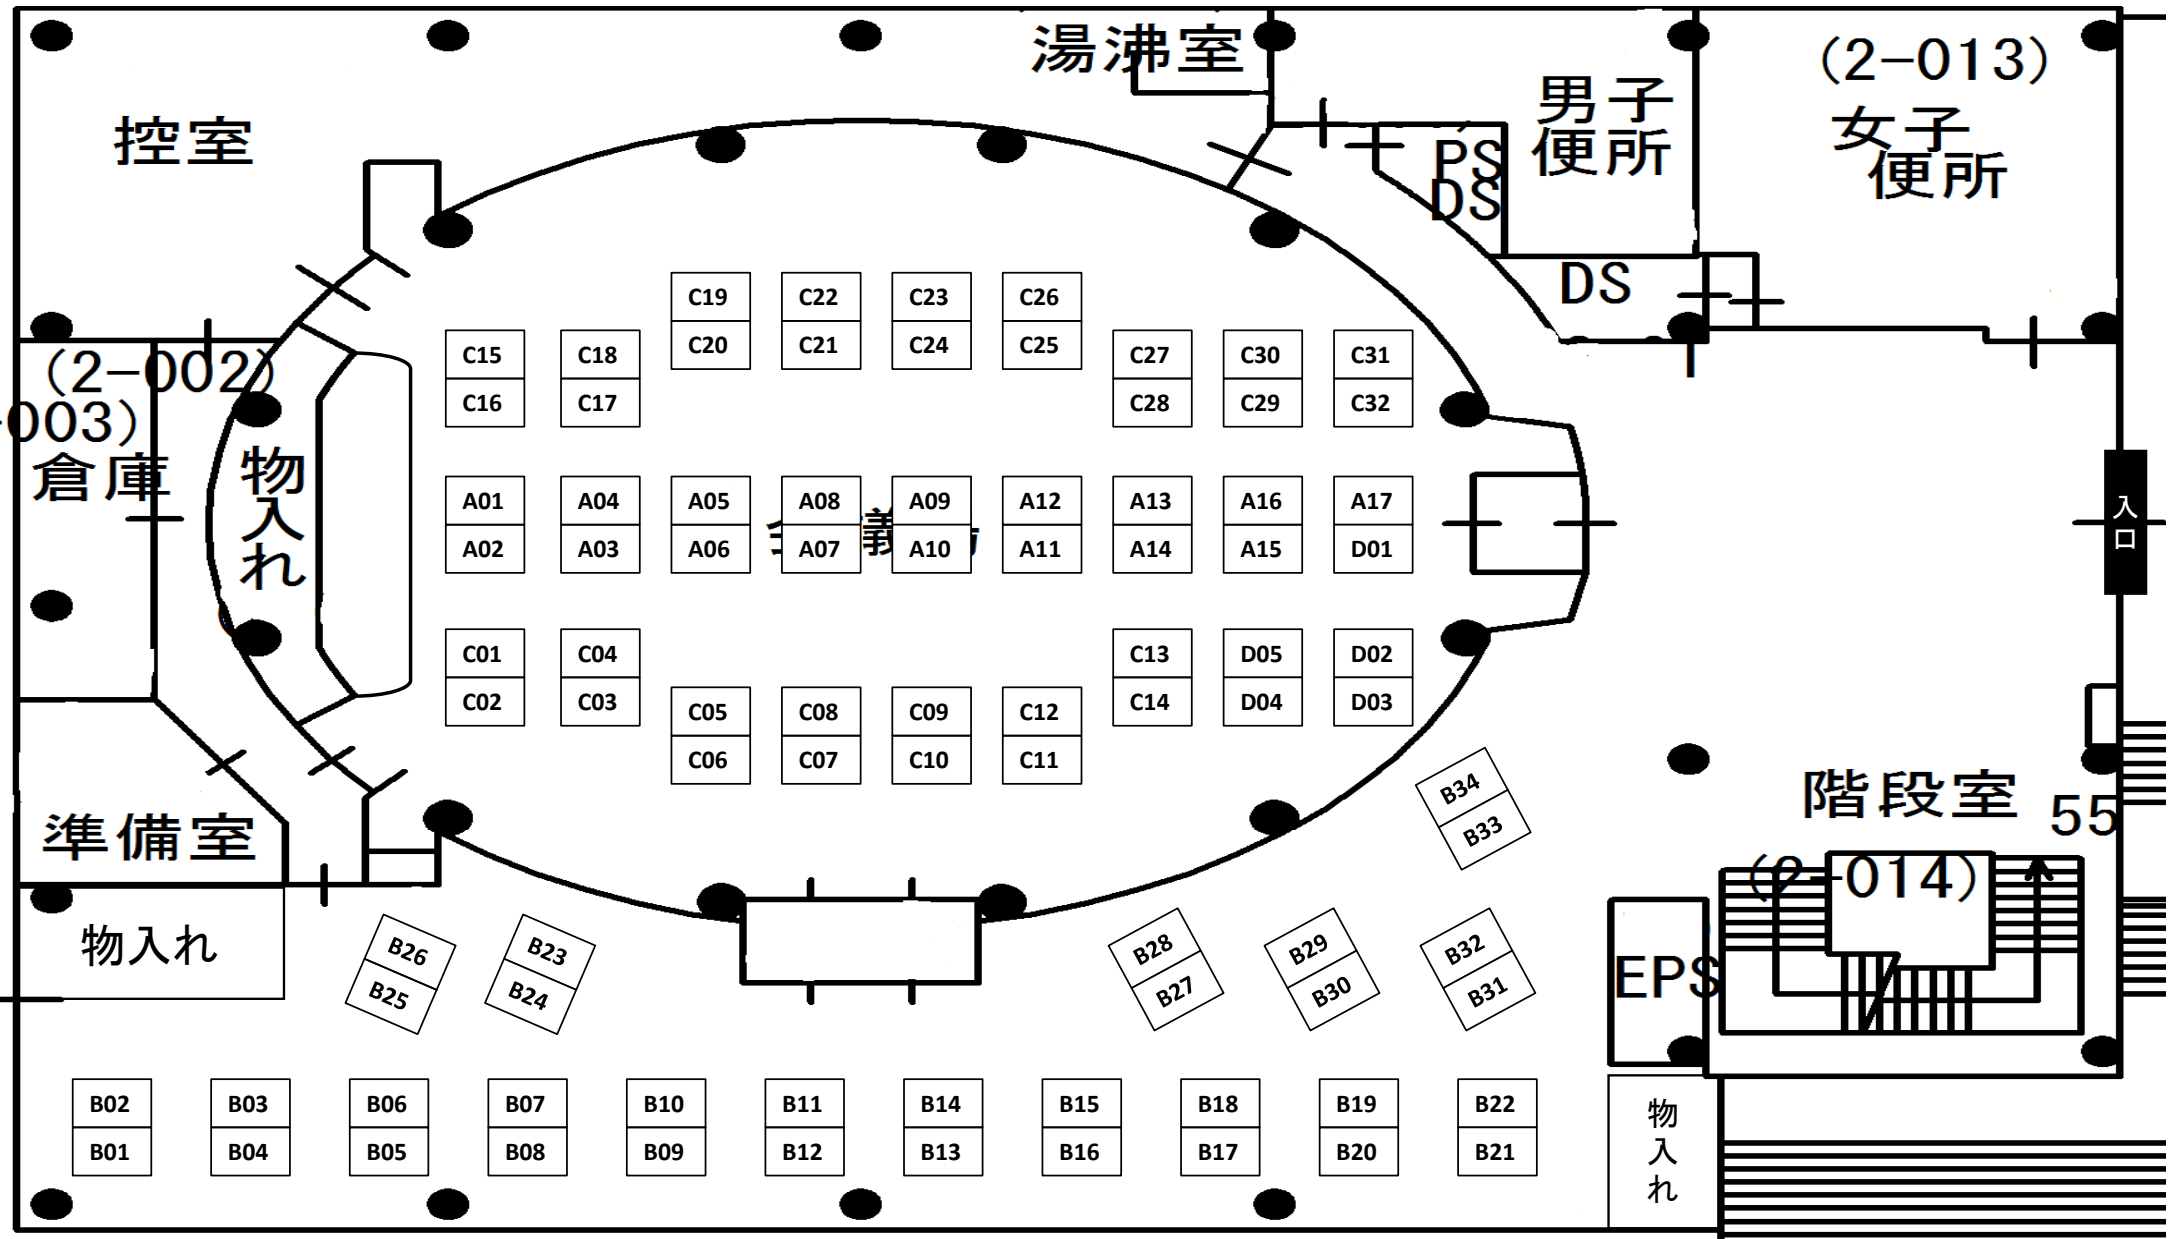 湯沸室
(2-013)
男子
便所
女子
便所
控室
PS
DS
DS
C19 C22 C23 C26
C20 C21 C24 C25
C15 C18 C27 C30 C31
C16 C17 C28 C29 C32
(2-002)
-003)
倉庫
物入れ
A01 A04 A05 A08 A09 A12 A13 A16 A17
A02 A03 A06 A07 A10 A11 A14 A15 D01
入口
C01 C04 C13 D05 D02
C02 C03 C14 D04 D03
C05 C08 C09 C12
C06 C07 C10 C11
B34
B33
階段室 55
(2-014)
準備室
物入れ
B26 B23 B28 B29 B32
B25 B24 B27 B30 B31
EPS
B02 B03 B06 B07 B10 B11 B14 B15 B18 B19 B22
B01 B04 B05 B08 B09 B12 B13 B16 B17 B20 B21
物入れ